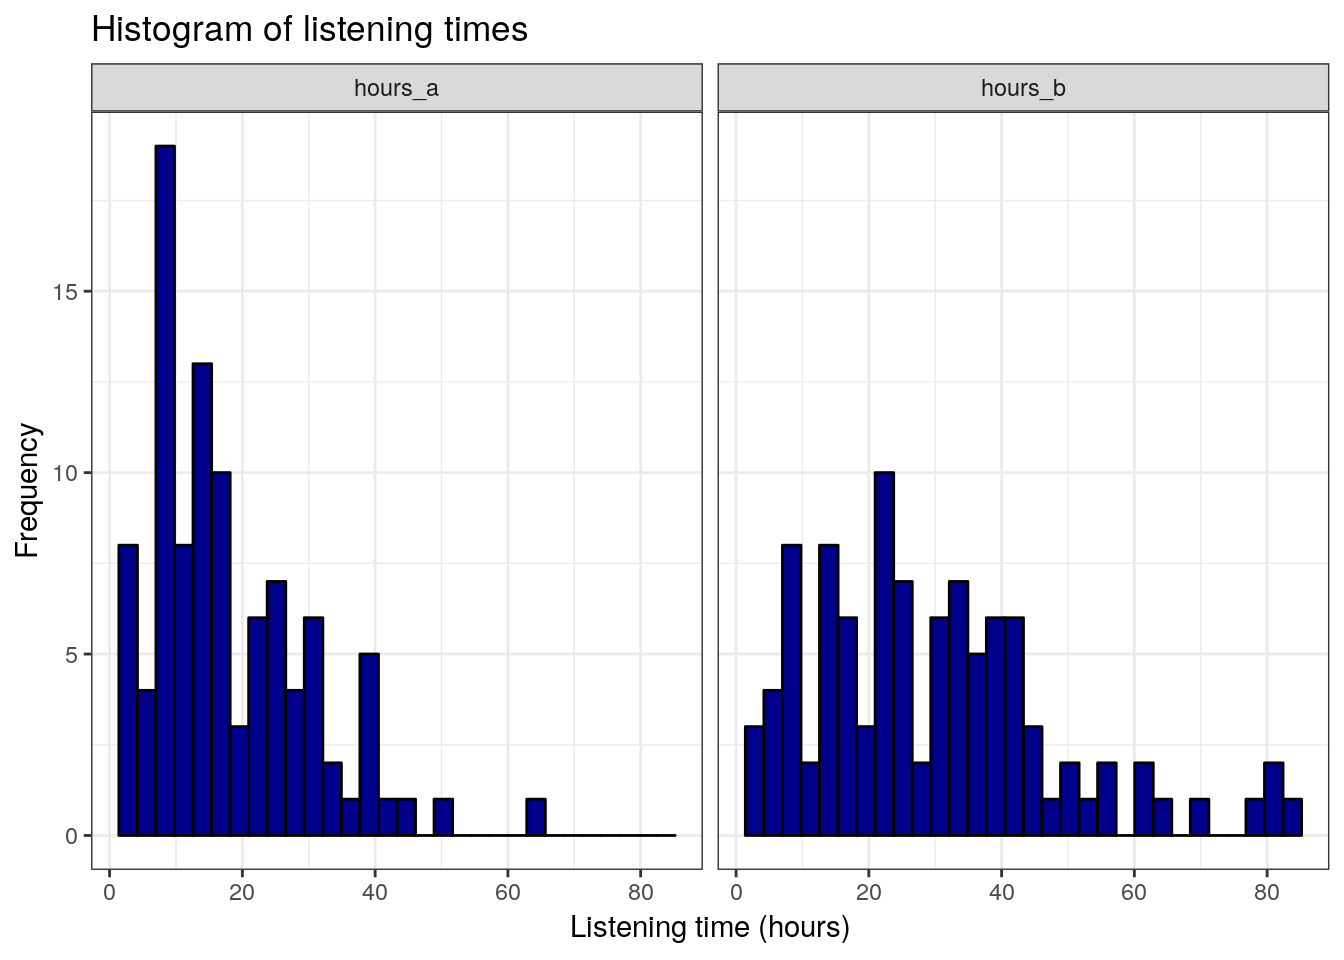 Histogram of listening times
hours_a
hours_b
Frequency
15
10
5
0
0 20 40 60 80
0 20 40 60 80
Listening time (hours)